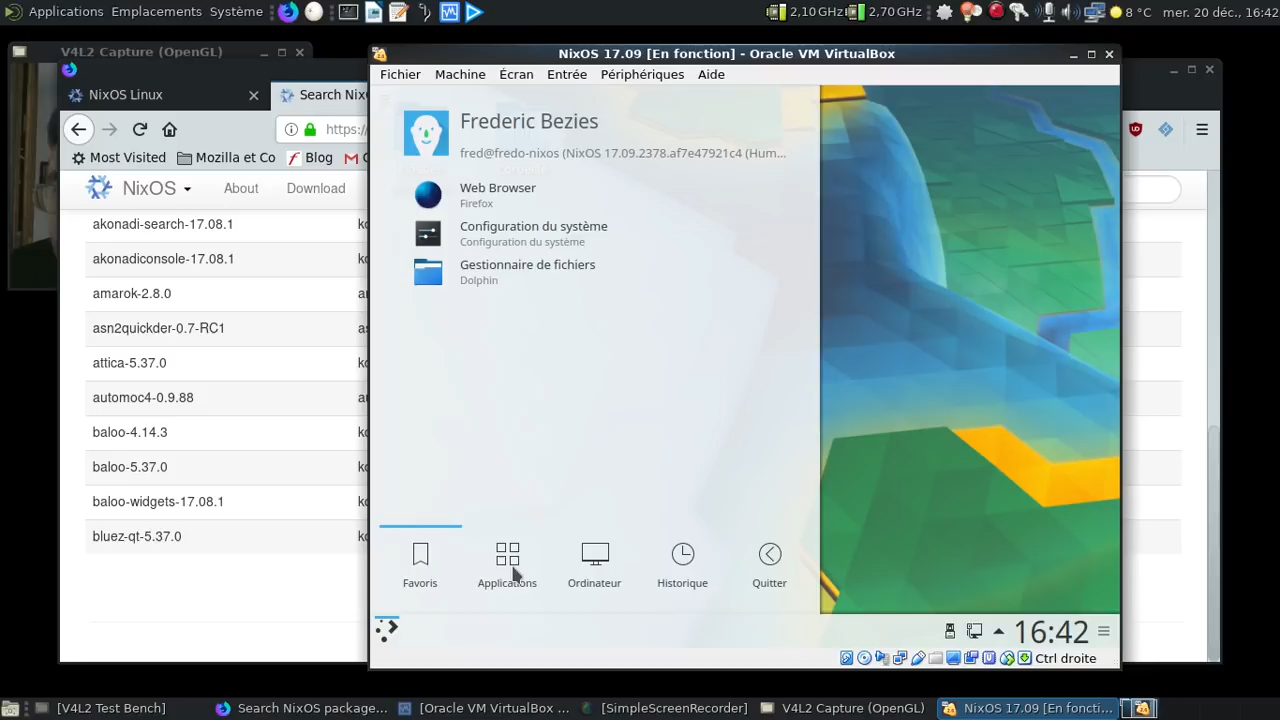 Applications Emplacements Système 2,10 GHz 2,70 GHz 8 °C mer. 20 déc., 16:42
V4L2 Capture (OpenGL)
NixOS 17.09 [En fonction] - Oracle VM VirtualBox
Fichier Machine Écran Entrée Périphériques Aide
NixOS Linux
Search Nix
https:/
Most Visited Mozilla et Co Blog
NixOS About Download
akonadi-search-17.08.1
akonadiconsole-17.08.1
amarok-2.8.0
asn2quickder-0.7-RC1
attica-5.37.0
automoc4-0.9.88
baloo-4.14.3
baloo-5.37.0
baloo-widgets-17.08.1
bluez-qt-5.37.0
Frederic Bezies
fred@fredo-nixos (NixOS 17.09.2378.af7e47921c4 (Hum...
Web Browser
Firefox
Configuration du système
Configuration du système
Gestionnaire de fichiers
Dolphin
Favoris Applications Ordinateur Historique Quitter
16:42
Ctrl droite
[V4L2 Test Bench] Search NixOS package... [Oracle VM VirtualBox ... [SimpleScreenRecorder] V4L2 Capture (OpenGL) NixOS 17.09 [En foncti...